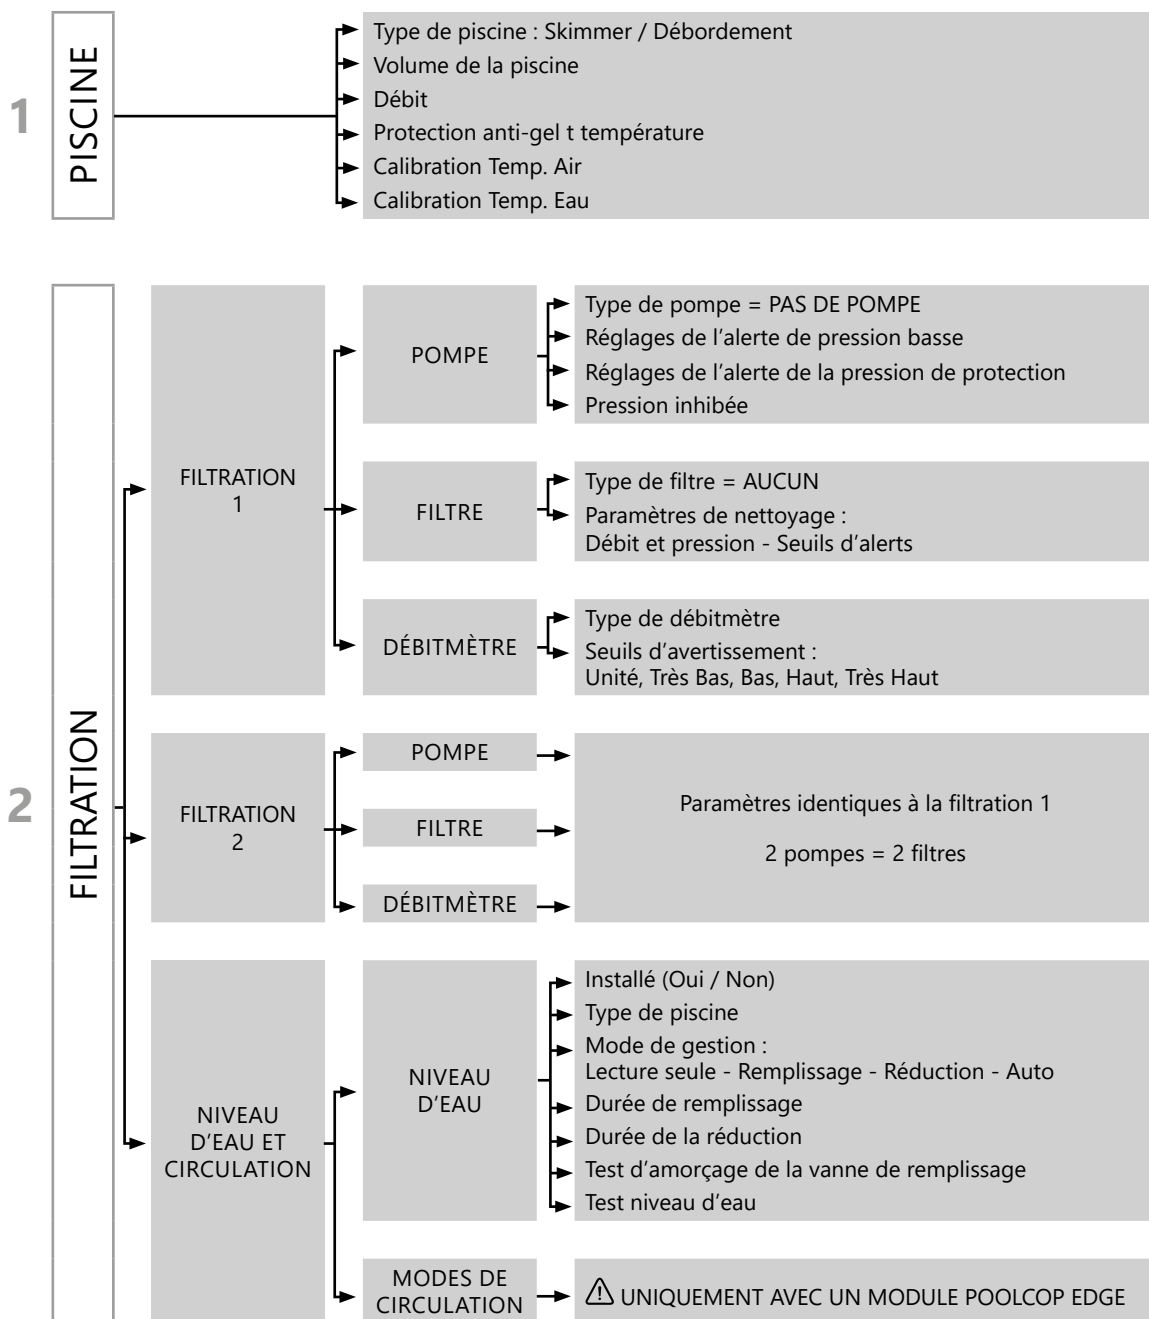 1
PISCINE
Type de piscine : Skimmer / Débordement
Volume de la piscine
Débit
Protection anti-gel t température
Calibration Temp. Air
Calibration Temp. Eau
2
FILTRATION
FILTRATION
1
POMPE
Type de pompe = PAS DE POMPE
Réglages de l'alerte de pression basse
Réglages de l'alerte de la pression de protection
Pression inhibée
FILTRE
Type de filtre = AUCUN
Paramètres de nettoyage :
Débit et pression - Seuils d'alerts
DÉBITMÈTRE
Type de débitmètre
Seuils d'avertissement :
Unité, Très Bas, Bas, Haut, Très Haut
FILTRATION
2
POMPE
FILTRE
DÉBITMÈTRE
Paramètres identiques à la filtration 1
2 pompes = 2 filtres
NIVEAU
D'EAU ET
CIRCULATION
NIVEAU
D'EAU
Installé (Oui / Non)
Type de piscine
Mode de gestion :
Lecture seule - Remplissage - Réduction - Auto
Durée de remplissage
Durée de la réduction
Test d'amorçage de la vanne de remplissage
Test niveau d'eau
MODES DE
CIRCULATION
⚠ UNIQUEMENT AVEC UN MODULE POOLCOP EDGE